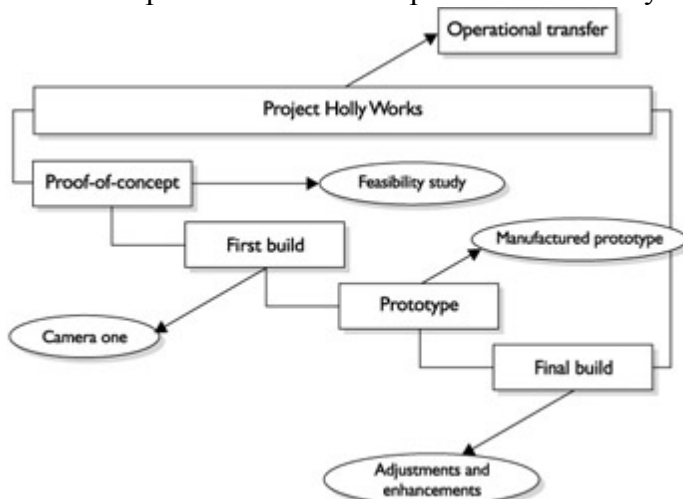 Operational transfer
Project Holly Works
Proof-of-concept
Feasibility study
First build
Manufactured prototype
Prototype
Camera one
Final build
Adjustments and
enhancements